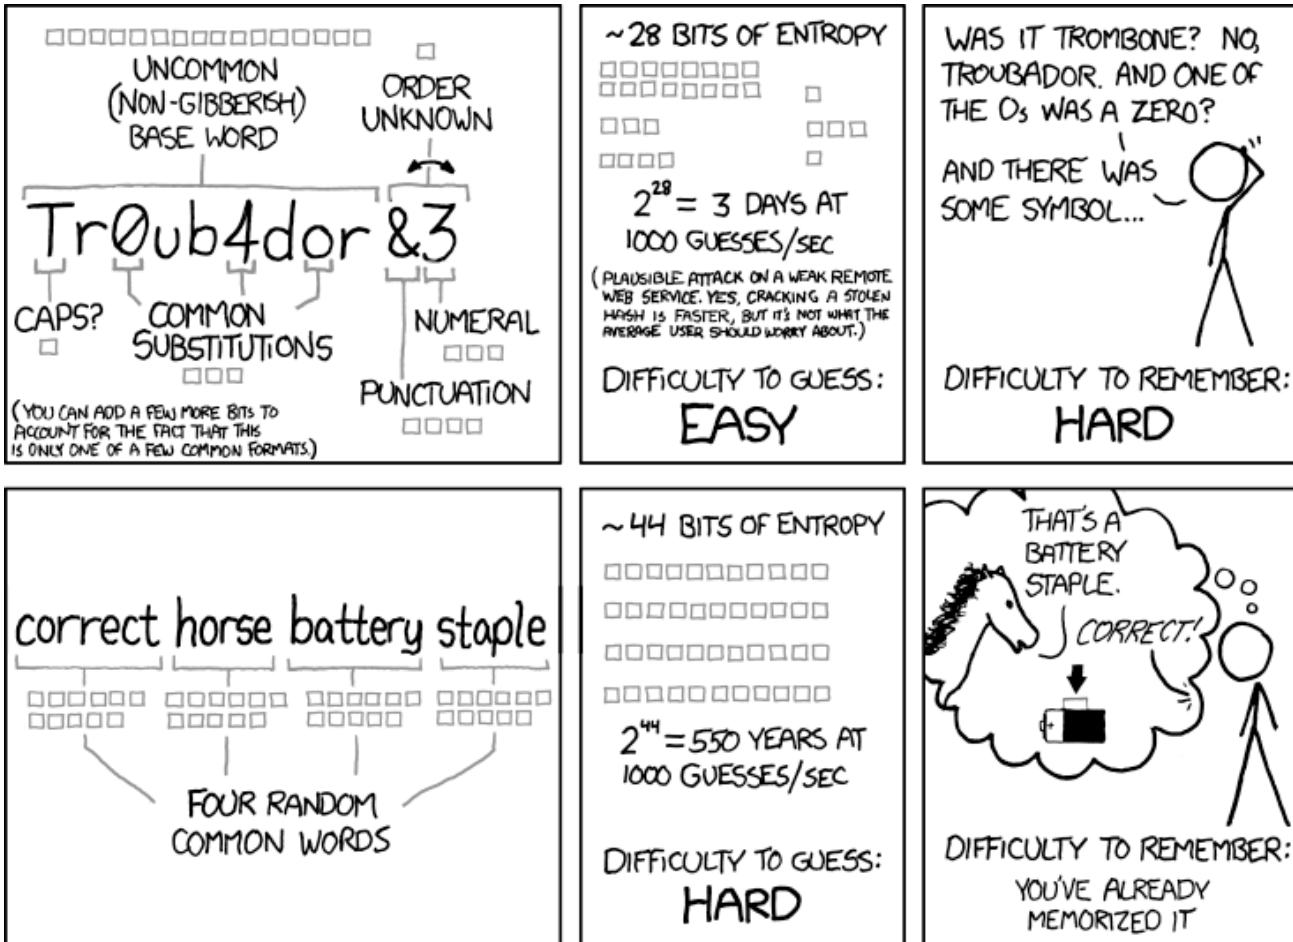 UNCOMMON
(NON-GIBBERISH)
BASE WORD
ORDER
UNKNOWN
Tr0ub4dor &3
CAPS?
COMMON
SUBSTITUTIONS
NUMERAL
PUNCTUATION
(YOU CAN ADD A FEW MORE BITS TO
ACCOUNT FOR THE FACT THAT THIS
IS ONLY ONE OF A FEW COMMON FORMATS.)
~28 BITS OF ENTROPY
2^28 = 3 DAYS AT
1000 GUESSES/SEC
(PLAUSIBLE ATTACK ON A WEAK REMOTE
WEB SERVICE. YES, CRACKING A STOLEN
HASH IS FASTER, BUT IT'S NOT WHAT THE
AVERAGE USER SHOULD WORRY ABOUT.)
DIFFICULTY TO GUESS:
EASY
WAS IT TROMBONE? NO,
TROUBADOR. AND ONE OF
THE Os WAS A ZERO?
AND THERE WAS
SOME SYMBOL...
DIFFICULTY TO REMEMBER:
HARD
correct horse battery staple
FOUR RANDOM
COMMON WORDS
~44 BITS OF ENTROPY
2^44 = 550 YEARS AT
1000 GUESSES/SEC
DIFFICULTY TO GUESS:
HARD
THAT'S A
BATTERY
STAPLE.
CORRECT!
DIFFICULTY TO REMEMBER:
YOU'VE ALREADY
MEMORIZED IT